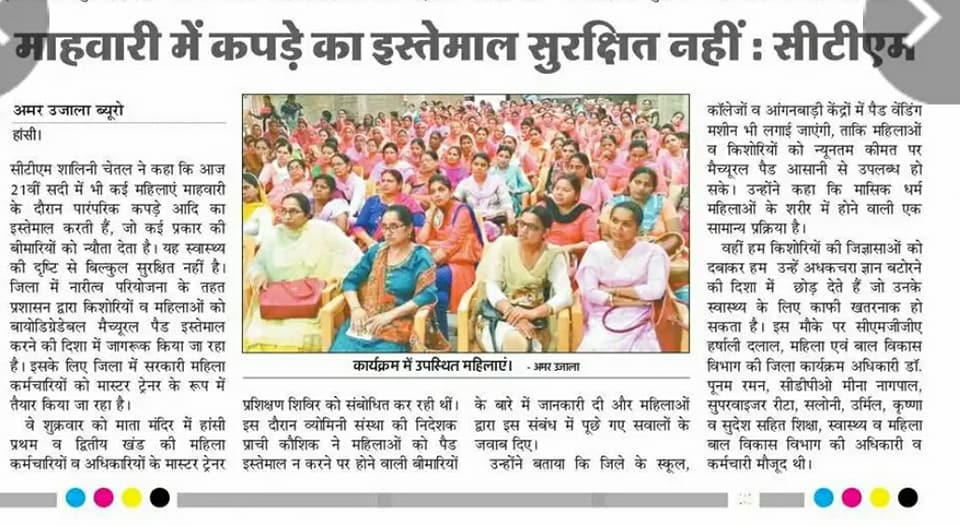 माहवारी में कपड़े का इस्तेमाल सुरक्षित नहीं : सीटीएम
अमर उजाला ब्यूरो
हांसी।
सीटीएम शालिनी चेतल ने कहा कि आज
21वीं सदी में भी कई महिलाएं माहवारी
के दौरान पारंपरिक कपड़े आदि का
इस्तेमाल करती हैं, जो कई प्रकार की
बीमारियों को न्यौता देता है। यह स्वास्थ्य
की दृष्टि से बिल्कुल सुरक्षित नहीं है।
जिला में नारीत्व परियोजना के तहत
प्रशासन द्वारा किशोरियों व महिलाओं को
बायोडिग्रेडेबल मैच्यूरल पैड इस्तेमाल
करने की दिशा में जागरूक किया जा रहा
है। इसके लिए जिला में सरकारी महिला
कर्मचारियों को मास्टर ट्रेनर के रूप में
तैयार किया जा रहा है।
वे शुक्रवार को माता मंदिर में हांसी
प्रथम व द्वितीय खंड की महिला
कर्मचारियों व अधिकारियों के मास्टर ट्रेनर
कार्यक्रम में उपस्थित महिलाएं। - अमर उजाला
प्रशिक्षण शिविर को संबोधित कर रही थीं।
इस दौरान व्योमिनी संस्था की निदेशक
प्राची कौशिक ने महिलाओं को पैड
इस्तेमाल न करने पर होने वाली बीमारियों
के बारे में जानकारी दी और महिलाओं
द्वारा इस संबंध में पूछे गए सवालों के
जवाब दिए।
उन्होंने बताया कि जिले के स्कूल,
कॉलेजों व आंगनबाड़ी केंद्रों में पैड वेंडिंग
मशीन भी लगाई जाएंगी, ताकि महिलाओं
व किशोरियों को न्यूनतम कीमत पर
मैच्यूरल पैड आसानी से उपलब्ध हो
सके। उन्होंने कहा कि मासिक धर्म
महिलाओं के शरीर में होने वाली एक
सामान्य प्रक्रिया है।
वहीं हम किशोरियों की जिज्ञासाओं को
दबाकर हम उन्हें अधकचरा ज्ञान बटोरने
की दिशा में छोड़ देते हैं जो उनके
स्वास्थ्य के लिए काफी खतरनाक हो
सकता है। इस मौके पर सीएमजीजीए
हर्षाली दलाल, महिला एवं बाल विकास
विभाग की जिला कार्यक्रम अधिकारी डॉ.
पूनम रमन, सीडीपीओ मीना नागपाल,
सुपरवाइजर रीटा, सलोनी, उर्मिल, कृष्णा
व सुदेश सहित शिक्षा, स्वास्थ्य व महिला
बाल विकास विभाग की अधिकारी व
कर्मचारी मौजूद थी।